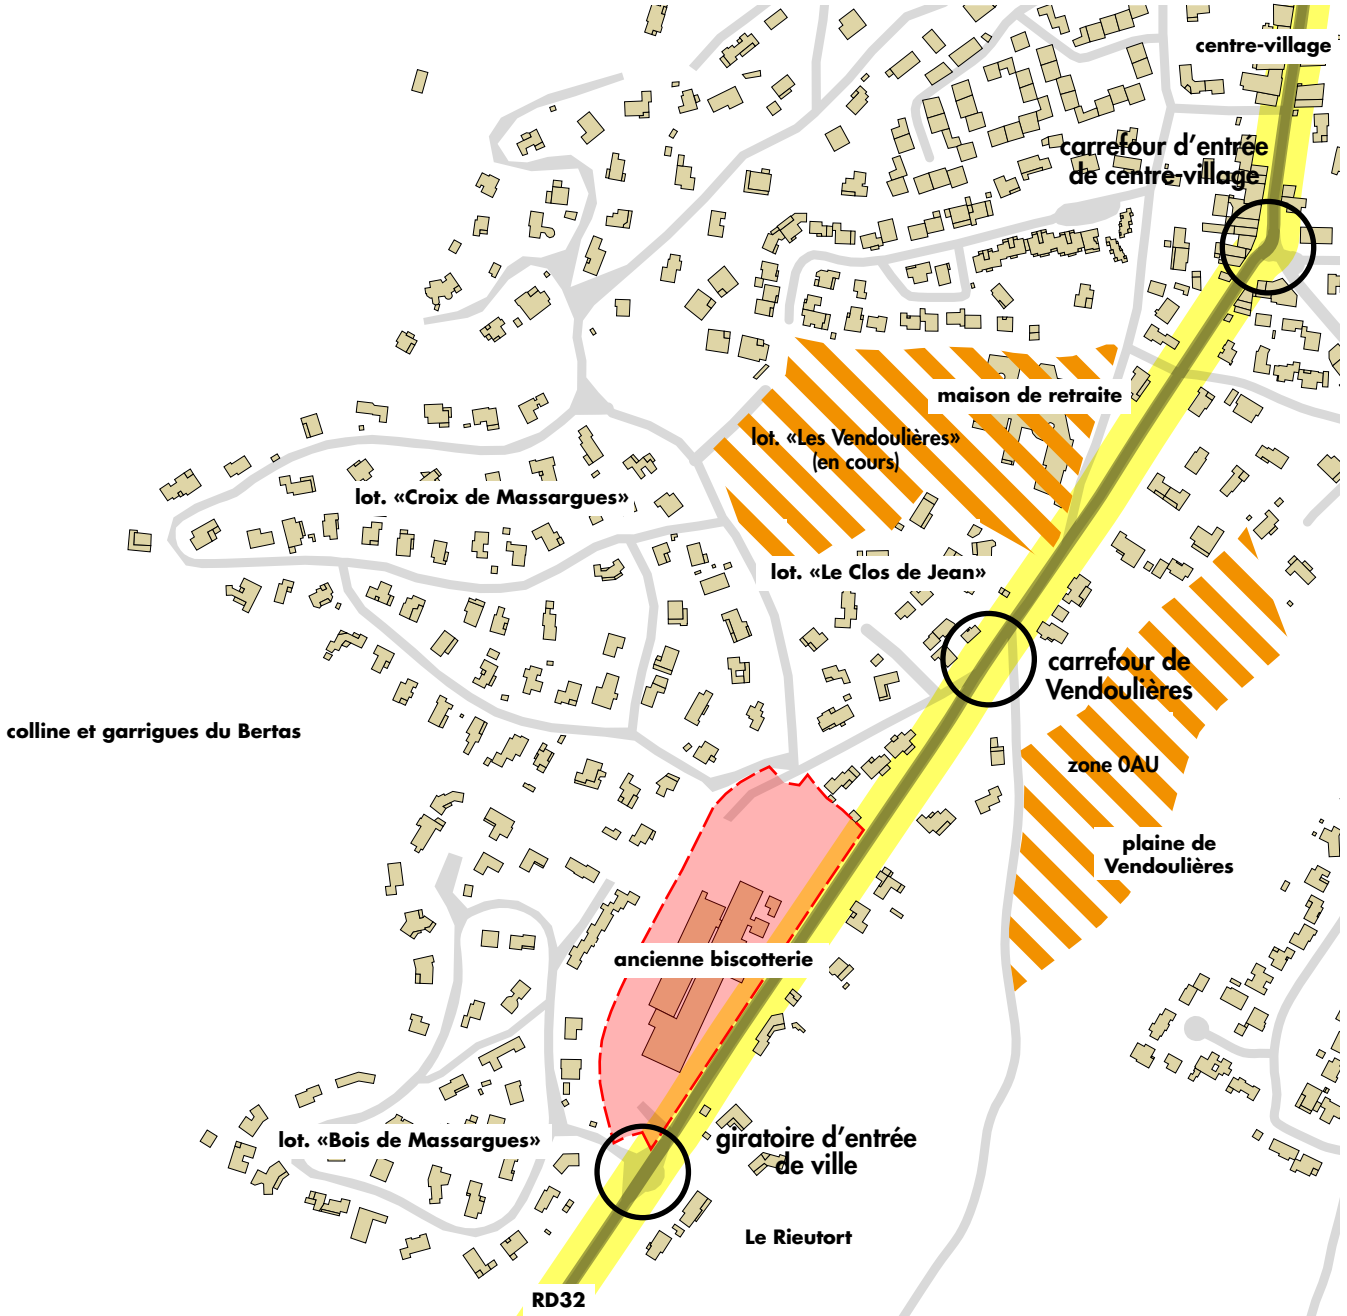 centre-village
carrefour d'entrée
de centre-village
maison de retraite
lot. «Les Vendoulières»
(en cours)
lot. «Croix de Massargues»
lot. «Le Clos de Jean»
carrefour de
Vendoulières
colline et garrigues du Bertas
zone 0AU
plaine de
Vendoulières
ancienne biscotterie
lot. «Bois de Massargues»
giratoire d'entrée
de ville
Le Rieutort
RD32